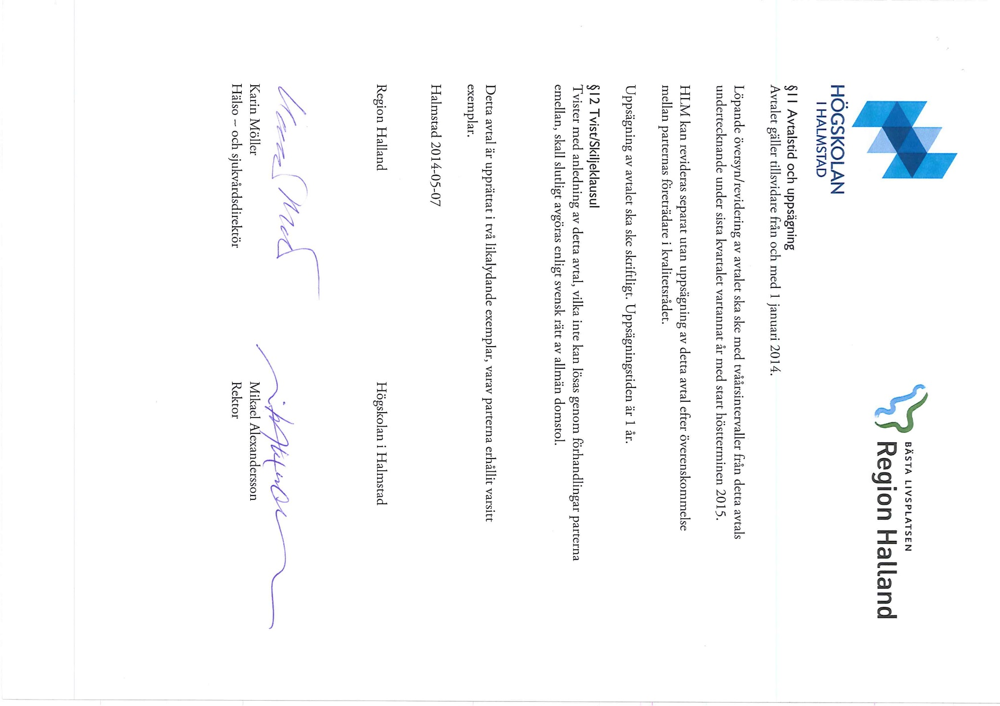 HÖGSKOLAN
I HALMSTAD
BÄSTA LIVSPLATSEN
Region Halland
§11 Avtalstid och uppsägning
Avtalet gäller tillsvidare från och med 1 januari 2014.
Löpande översyn/revidering av avtalet ska ske med tvåårsintervaller från detta avtals
undertecknande under sista kvartalet vartannat år med start höstterminen 2015.
HLM kan revideras separat utan uppsägning av detta avtal efter överenskommelse
mellan parternas företrädare i kvalitetsrådet.
Uppsägning av avtalet ska ske skriftligt. Uppsägningstiden är 1 år.
§12 Tvist/Skiljeklausul
Tvister med anledning av detta avtal, vilka inte kan lösas genom förhandlingar parterna
emellan, skall slutligt avgöras enligt svensk rätt av allmän domstol.
Detta avtal är upprättat i två likalydande exemplar, varav parterna erhållit varsitt
exemplar.
Halmstad 2014-05-07
Region Halland
Högskolan i Halmstad
Karin Möller
Mikael Alexandersson
Hälso – och sjukvårdsdirektör
Rektor